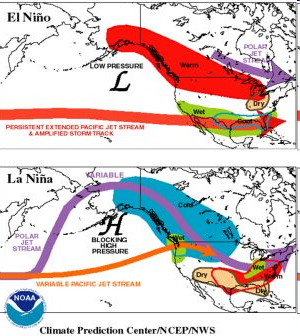 El Niño
POLAR
JET
STREAM
LOW PRESSURE
Warm
L
Dry
Wet
Cool
PERSISTENT EXTENDED PACIFIC JET STREAM
& AMPLIFIED STORM TRACK
La Niña
VARIABLE
Cold
H
POLAR
JET
STREAM
BLOCKING
HIGH
PRESSURE
Wet
Wet
Dry
Warm
Dry
VARIABLE PACIFIC JET STREAM
NOAA
Climate Prediction Center/NCEP/NWS